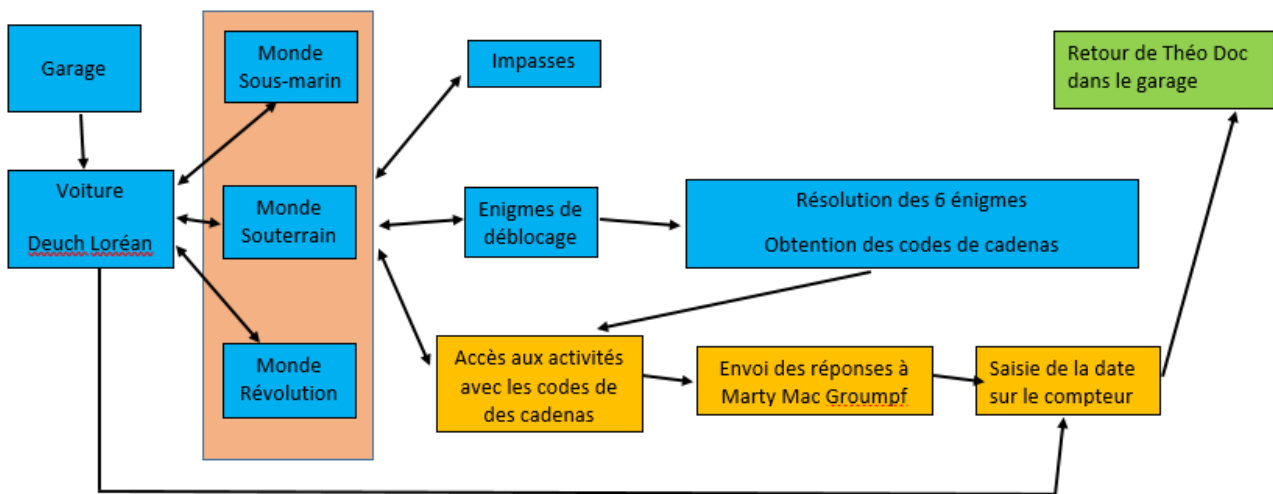 Garage
Voiture
Deuch Loréan
Monde
Sous-marin
Monde
Souterrain
Monde
Révolution
Impasses
Enigmes de
déblocage
Résolution des 6 énigmes
Obtention des codes de cadenas
Accès aux activités
avec les codes de
des cadenas
Envoi des réponses à
Marty Mac Groumpf
Saisie de la date
sur le compteur
Retour de Théo Doc
dans le garage